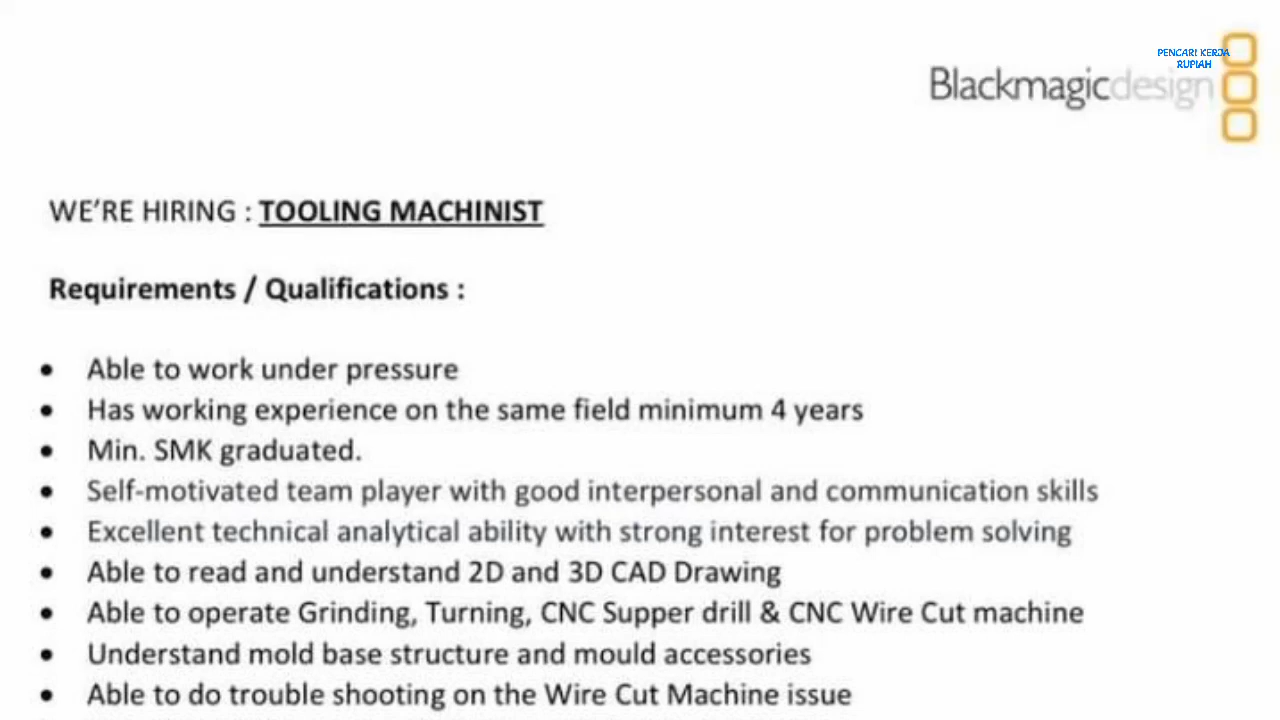 PENCARI KERJA
RUPIAH
Blackmagicdesign
WE'RE HIRING : TOOLING MACHINIST
Requirements / Qualifications :
• Able to work under pressure
• Has working experience on the same field minimum 4 years
• Min. SMK graduated.
• Self-motivated team player with good interpersonal and communication skills
• Excellent technical analytical ability with strong interest for problem solving
• Able to read and understand 2D and 3D CAD Drawing
• Able to operate Grinding, Turning, CNC Supper drill & CNC Wire Cut machine
• Understand mold base structure and mould accessories
• Able to do trouble shooting on the Wire Cut Machine issue